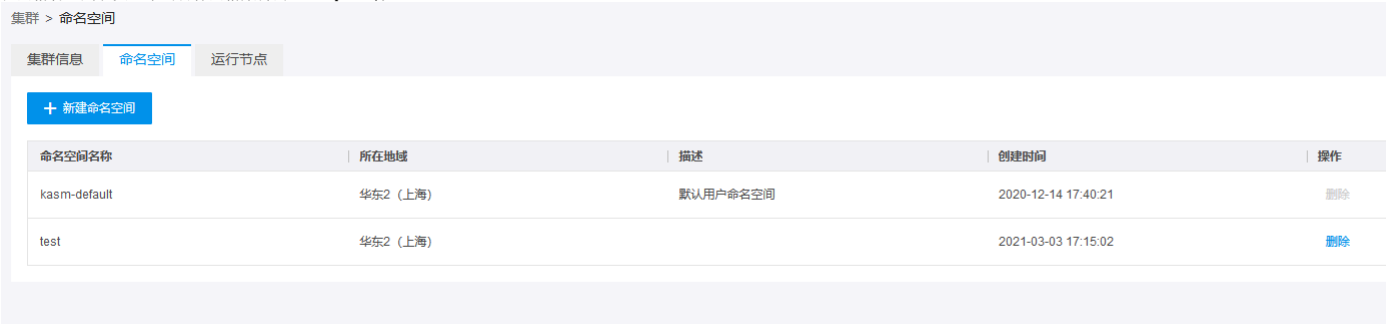 集群 > 命名空间
集群信息 命名空间 运行节点
+ 新建命名空间
命名空间名称 所在地域 描述 创建时间 操作
kasm-default 华东2（上海） 默认用户命名空间 2020-12-14 17:40:21 删除
test 华东2（上海） 2021-03-03 17:15:02 删除